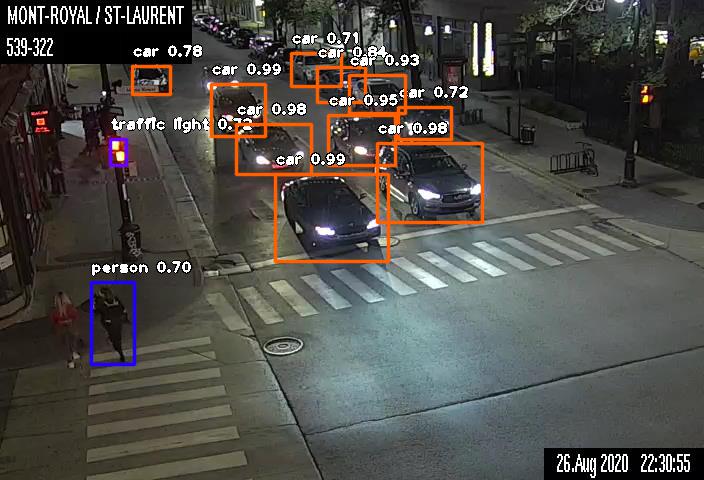 MONT-ROYAL / ST-LAURENT
539-322
car 0.71
car 0.78
car 0.84
car 0.93
car 0.99
car 0.72
car 0.95
car 0.98
traffic light 0.72
car 0.98
car 0.99
person 0.70
26.Aug 2020 22:30:55